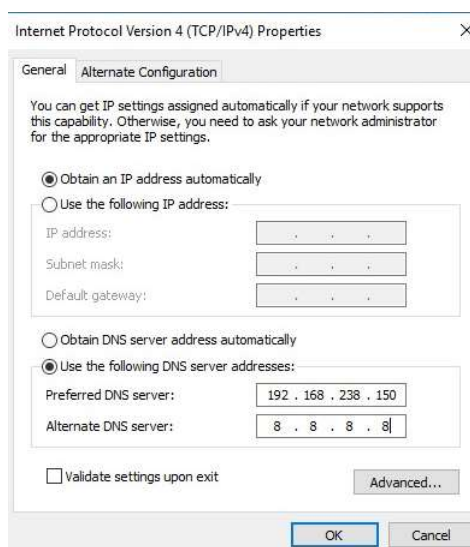 Internet Protocol Version 4 (TCP/IPv4) Properties
General
Alternate Configuration
You can get IP settings assigned automatically if your network supports
this capability. Otherwise, you need to ask your network administrator
for the appropriate IP settings.
Obtain an IP address automatically
Use the following IP address:
IP address:
Subnet mask:
Default gateway:
Obtain DNS server address automatically
Use the following DNS server addresses:
Preferred DNS server: 192 . 168 . 238 . 150
Alternate DNS server: 8 . 8 . 8 . 8
Validate settings upon exit
Advanced...
OK
Cancel